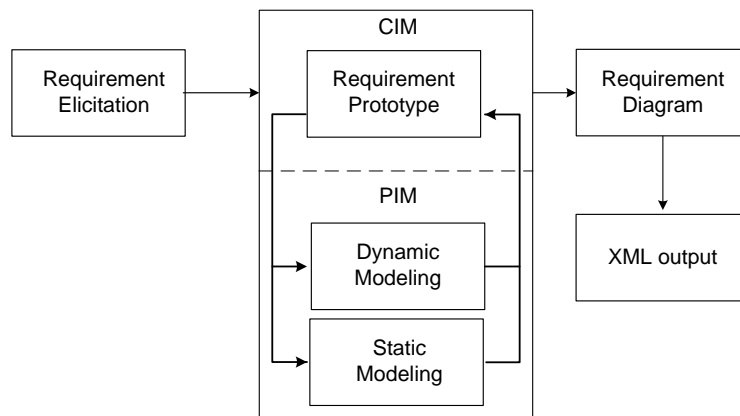 Requirement
Elicitation
CIM
Requirement
Prototype
PIM
Dynamic
Modeling
Static
Modeling
Requirement
Diagram
XML output